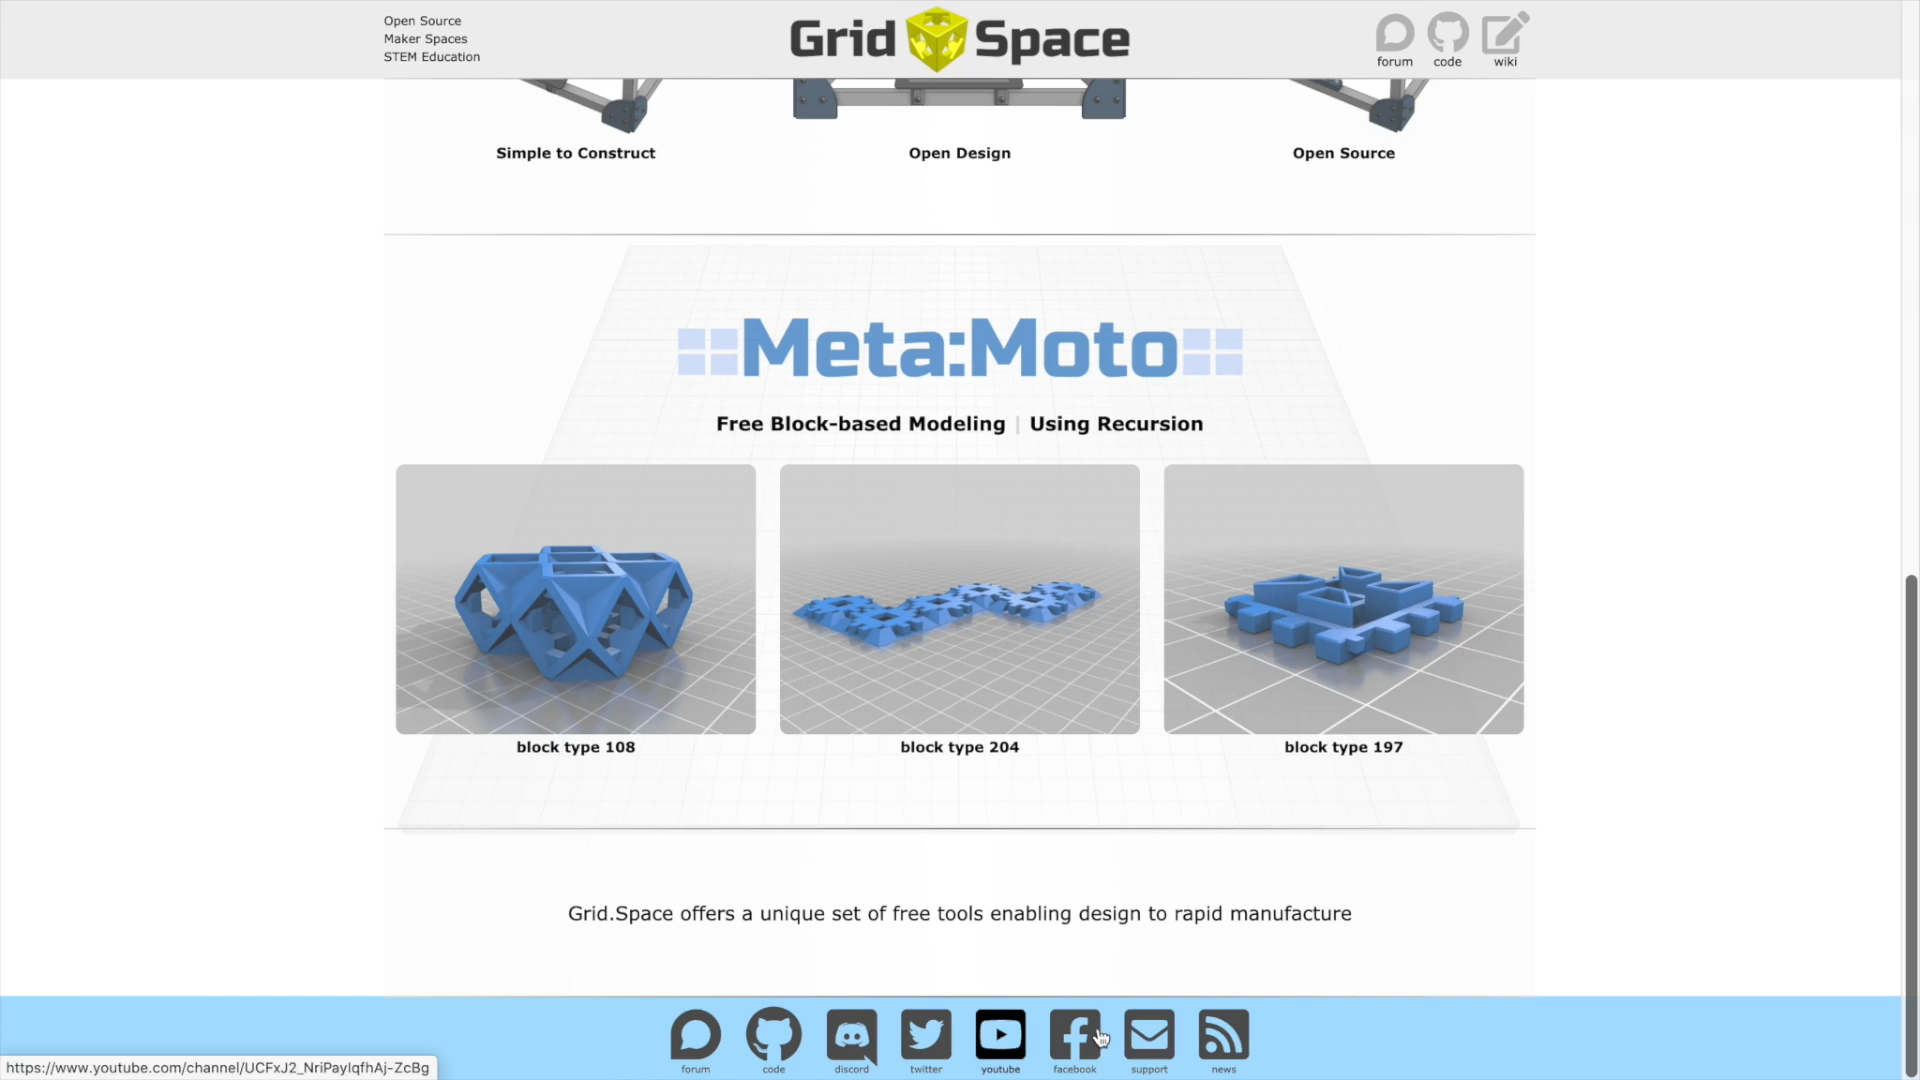 Open Source
Maker Spaces
STEM Education
Grid Space
forum code wiki
Simple to Construct
Open Design
Open Source
Meta:Moto
Free Block-based Modeling | Using Recursion
block type 108
block type 204
block type 197
Grid.Space offers a unique set of free tools enabling design to rapid manufacture
forum code discord twitter youtube facebook support news
https://www.youtube.com/channel/UCFxJ2_NriPaylqfhAj-ZcBg